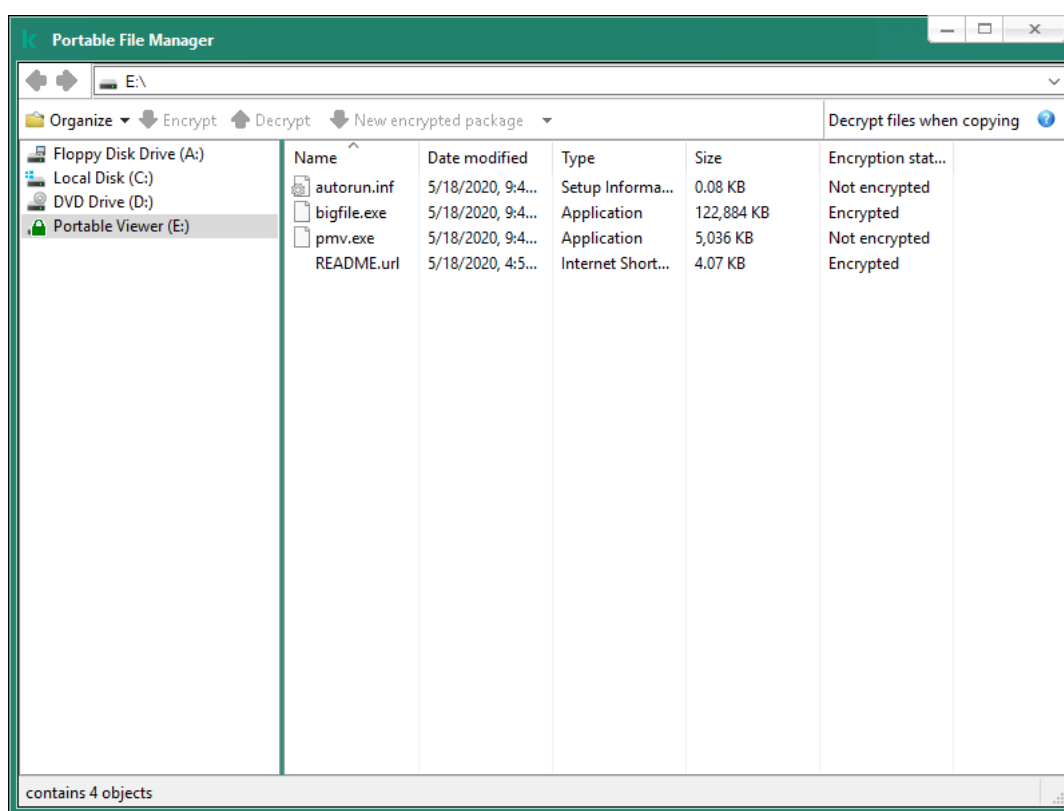 Portable File Manager
E:\
Organize Encrypt Decrypt New encrypted package Decrypt files when copying
Floppy Disk Drive (A:)
Local Disk (C:)
DVD Drive (D:)
Portable Viewer (E:)
Name Date modified Type Size Encryption stat...
autorun.inf 5/18/2020, 9:4... Setup Informa... 0.08 KB Not encrypted
bigfile.exe 5/18/2020, 9:4... Application 122,884 KB Encrypted
pmv.exe 5/18/2020, 9:4... Application 5,036 KB Not encrypted
README.url 5/18/2020, 4:5... Internet Short... 4.07 KB Encrypted
contains 4 objects